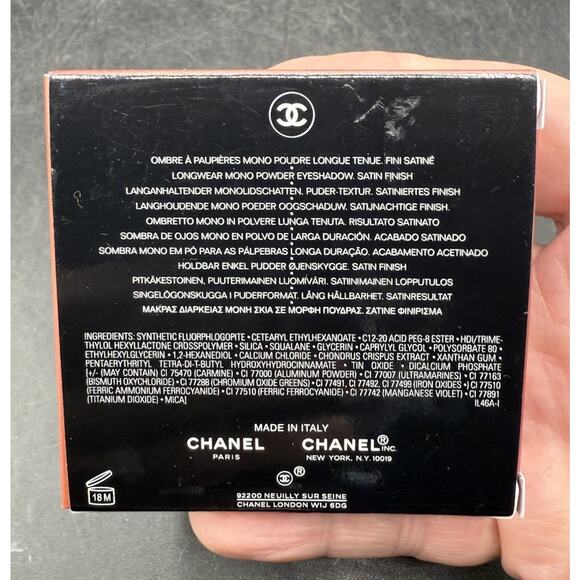 OMBRE À PAUPIÈRES MONO POUDRE LONGUE TENUE. FINI SATINÉ
LONGWEAR MONO POWDER EYESHADOW. SATIN FINISH
LANGANHALTENDER MONOLIDSCHATTEN. PUDER-TEXTUR. SATINIERTES FINISH
LANGHOUDENDE MONO POEDER OOGSCHADUW. SATIJNACHTIGE FINISH.
OMBRETTO MONO IN POLVERE LUNGA TENUTA. RISULTATO SATINATO
SOMBRA DE OJOS MONO EN POLVO DE LARGA DURACIÓN. ACABADO SATINADO
SOMBRA MONO EM PÓ PARA AS PÁLPEBRAS LONGA DURAÇÃO. ACABAMENTO ACETINADO
HOLDBAR ENKEL PUDDER ØJENSKYGGE. SATIN FINISH
PITKÄKESTOINEN, PUUTERIMAINEN LUOMIVÄRI. SATIINIMAINEN LOPPUTULOS
SINGELÖGONSKUGGA I PUDERFORMAT. LÅNG HÅLLBARHET. SATINRESULTAT
ΜΑΚΡΑΣ ΔΙΑΡΚΕΙΑΣ ΜΟΝΗ ΣΚΙΑ ΣΕ ΜΟΡΦΗ ΠΟΥΔΡΑΣ. ΣΑΤΙΝΕ ΦΙΝΙΡΙΣΜΑ
INGREDIENTS: SYNTHETIC FLUORPHLOGOPITE • CETEARYL ETHYLHEXANOATE • C12-20 ACID PEG-8 ESTER • HDI/TRIME-
THYLOL HEXYLLACTONE CROSSPOLYMER • SILICA • SQUALANE • GLYCERIN • CAPRYLYL GLYCOL • POLYSORBATE 80
• ETHYLHEXYLGLYCERIN • 1,2-HEXANEDIOL • CALCIUM CHLORIDE • CHONDRUS CRISPUS EXTRACT • XANTHAN GUM •
PENTAERYTHRITYL TETRA-DI-T-BUTYL HYDROXYHYDROCINNAMATE • TIN OXIDE • DICALCIUM PHOSPHATE
[+/- (MAY CONTAIN) CI 75470 (CARMINE) • CI 77000 (ALUMINUM POWDER) • CI 77007 (ULTRAMARINES) • CI 77163
(BISMUTH OXYCHLORIDE) • CI 77288 (CHROMIUM OXIDE GREENS) • CI 77491, CI 77492, CI 77499 (IRON OXIDES) •] CI 77510
(FERRIC AMMONIUM FERROCYANIDE) • CI 77510 (FERRIC FERROCYANIDE) • CI 77742 (MANGANESE VIOLET) • CI 77891
(TITANIUM DIOXIDE) • MICA]
IL46A-I
MADE IN ITALY
CHANEL CHANEL® INC.
PARIS NEW YORK, N.Y. 10019
®
18 M
92200 NEUILLY SUR SEINE
CHANEL LONDON W1J 6DG